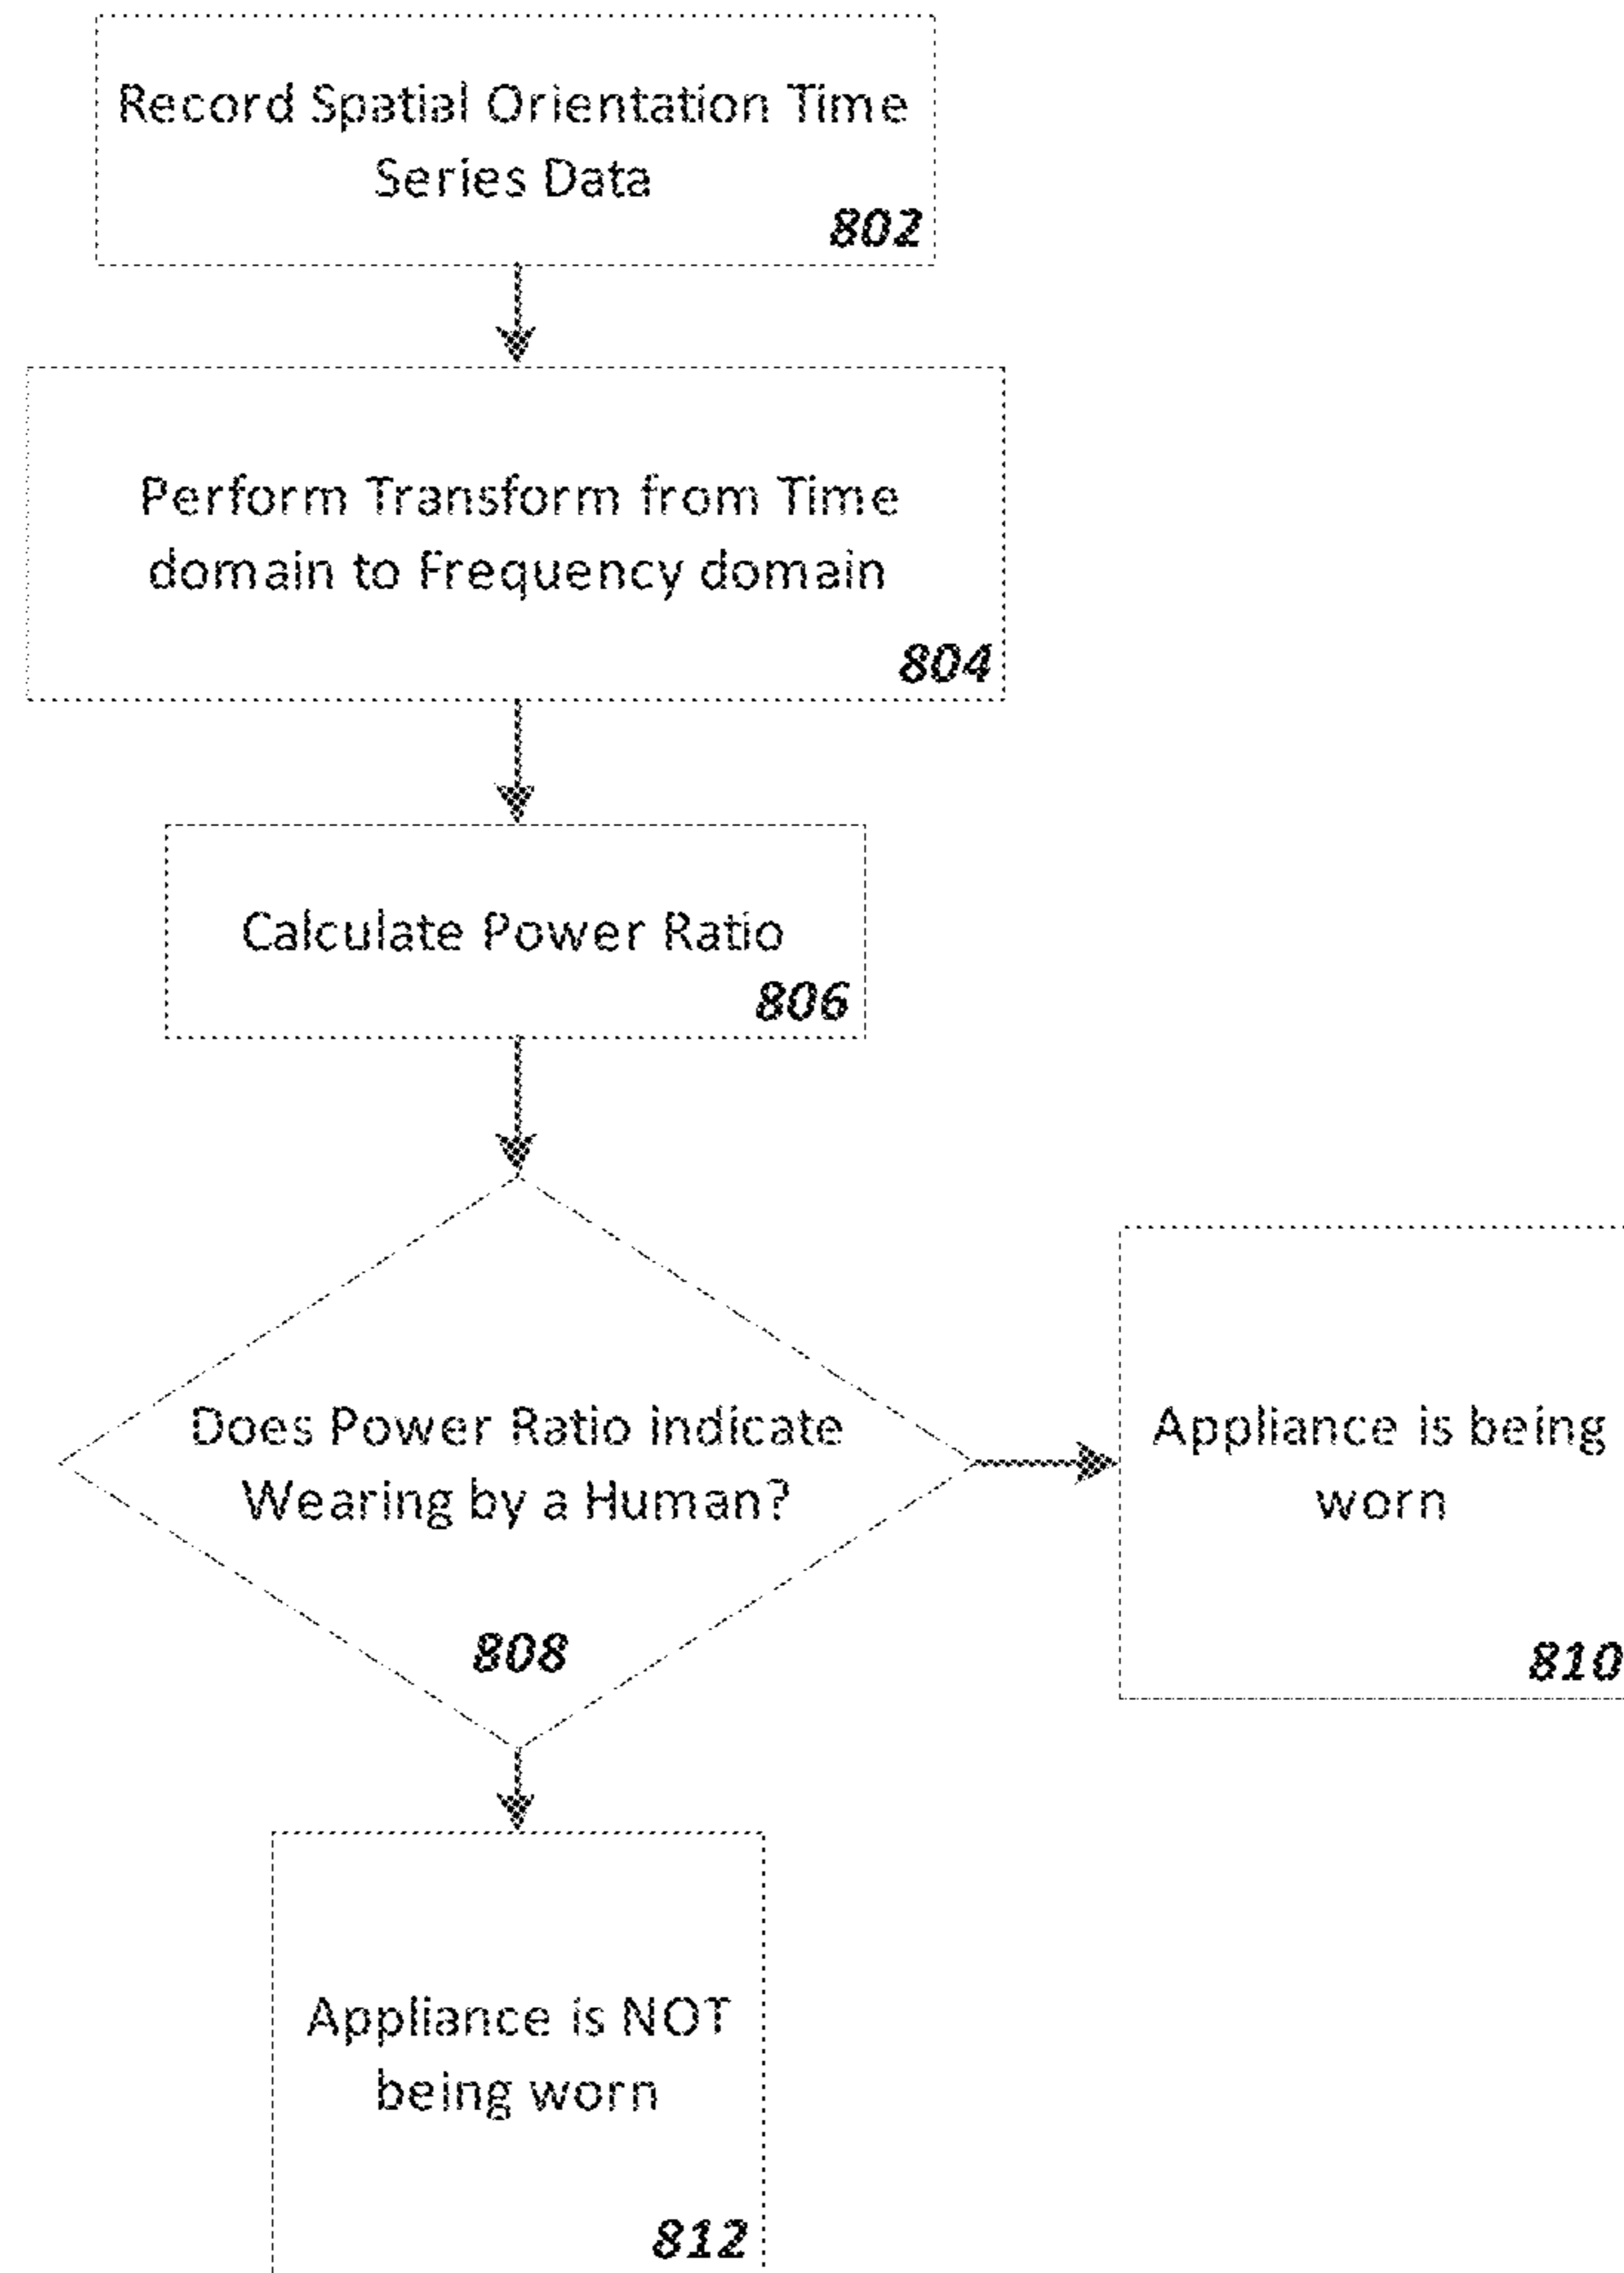 Record Spatial Orientation Time
Series Data
802
Perform Transform from Time
domain to Frequency domain
804
Calculate Power Ratio
806
Does Power Ratio indicate
Wearing by a Human?
808
Appliance is being
worn
810
Appliance is NOT
being worn
812